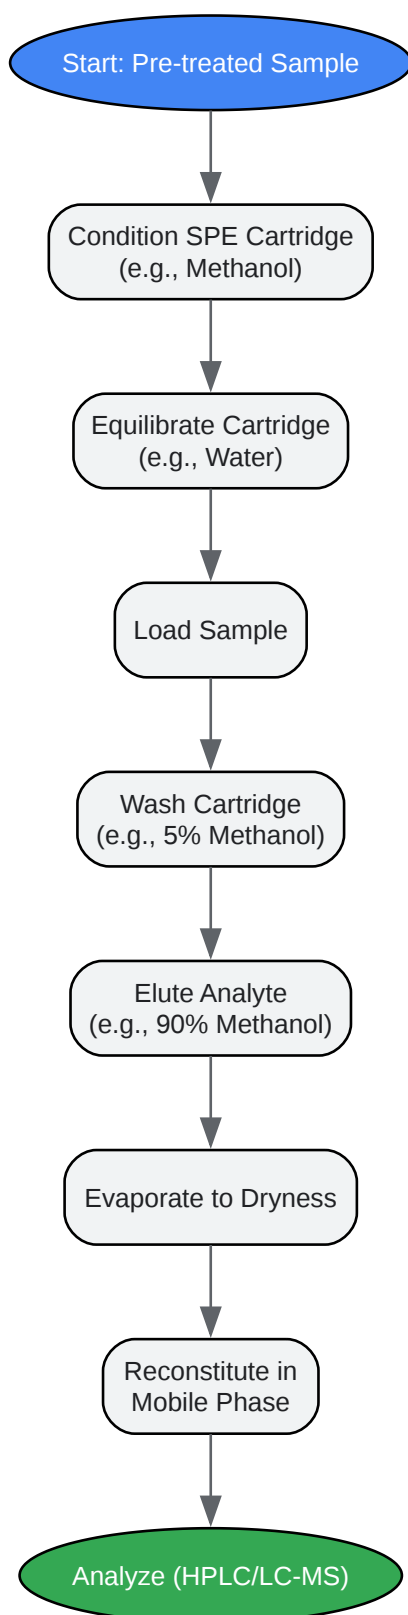 Start: Pre-treated Sample
Condition SPE Cartridge
(e.g., Methanol)
Equilibrate Cartridge
(e.g., Water)
Load Sample
Wash Cartridge
(e.g., 5% Methanol)
Elute Analyte
(e.g., 90% Methanol)
Evaporate to Dryness
Reconstitute in
Mobile Phase
Analyze (HPLC/LC-MS)